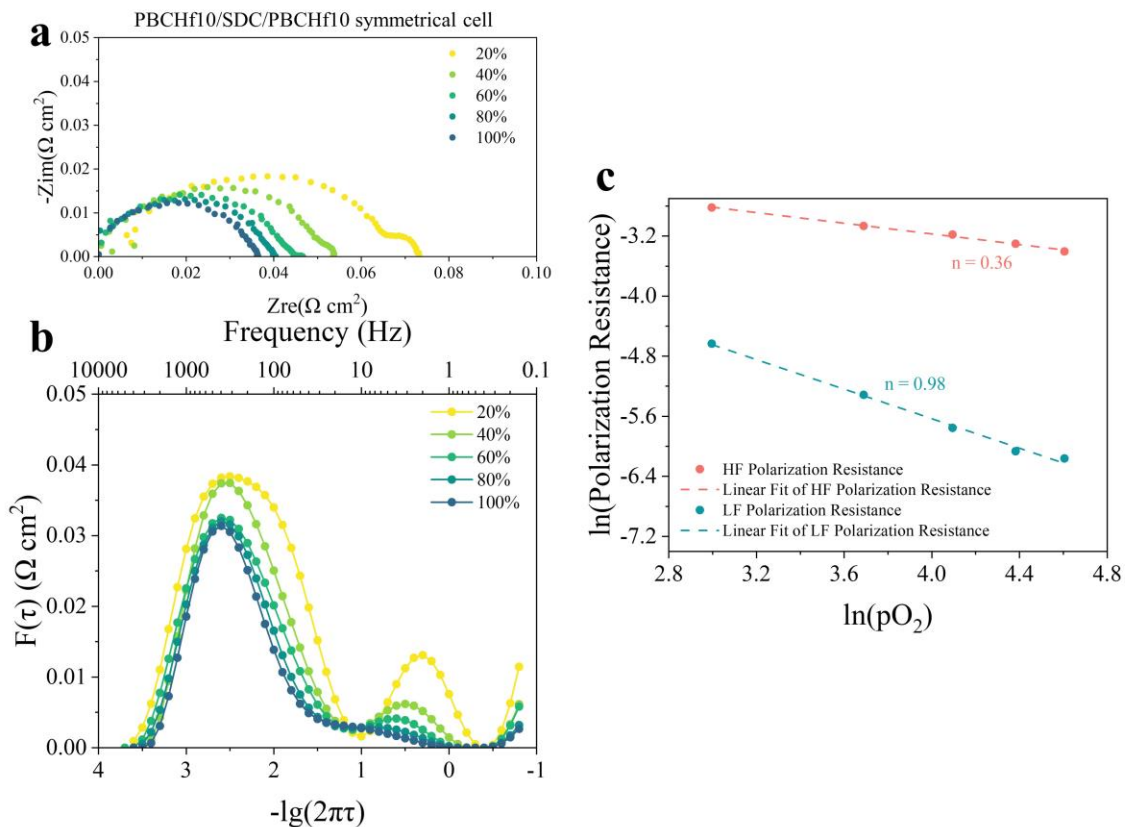 PBCHf10/SDC/PBCHf10 symmetrical cell
a
0.05
0.04
0.03
0.02
0.01
0.00
-Zim(Ω cm²)
20%
40%
60%
80%
100%
0.00 0.02 0.04 0.06 0.08 0.10
Zre(Ω cm²)
b
Frequency (Hz)
10000 1000 100 10 1 0.1
0.05
0.04
0.03
0.02
0.01
0.00
F(τ) (Ω cm²)
20%
40%
60%
80%
100%
4 3 2 1 0 -1
-lg(2πτ)
c
ln(Polarization Resistance)
-3.2
-4.0
-4.8
-5.6
-6.4
-7.2
n = 0.36
n = 0.98
HF Polarization Resistance
Linear Fit of HF Polarization Resistance
LF Polarization Resistance
Linear Fit of LF Polarization Resistance
2.8 3.2 3.6 4.0 4.4 4.8
ln(pO₂)